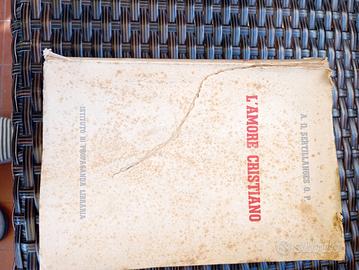 A. D. SERTILLANGES O. P.
L'AMORE CRISTIANO
ISTITUTO DI PROPAGANDA LIBRARIA